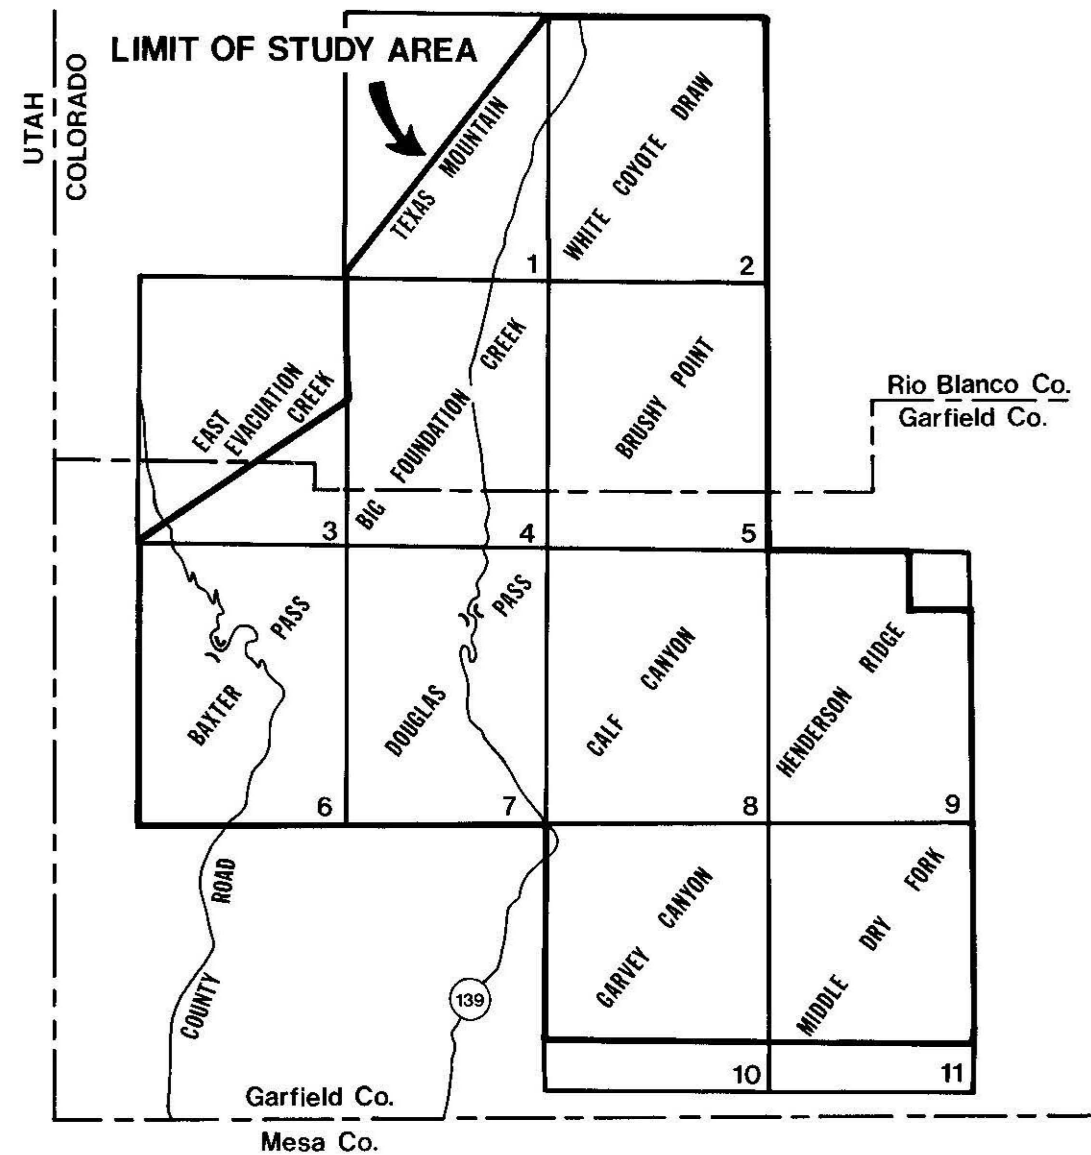 LIMIT OF STUDY AREA
UTAH
COLORADO
TEXAS MOUNTAIN
1
WHITE COYOTE DRAW
2
EAST
EVACUATION
CREEK
3
BIG FOUNDATION CREEK
4
BRUSHY POINT
5
Rio Blanco Co.
Garfield Co.
BAXTER PASS
6
DOUGLAS PASS
7
CALF CANYON
8
HENDERSON RIDGE
9
COUNTY ROAD
139
GARVEY CANYON
10
MIDDLE DRY FORK
11
Garfield Co.
Mesa Co.